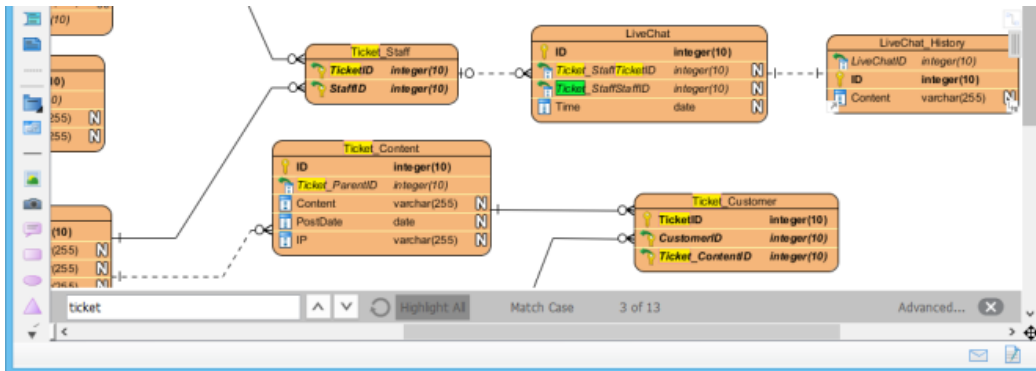 (10)
10)
0)
255) N
255) N
(10)
(255) N
(255) N
(255) N
Ticket_Staff
TicketID integer(10)
StaffID integer(10)
LiveChat
ID integer(10)
Ticket_StaffTicketID integer(10) N
Ticket_StaffStaffID integer(10) N
Time date N
LiveChat_History
LiveChatID integer(10)
ID integer(10)
Content varchar(255) N
Ticket_Content
ID integer(10)
Ticket_ParentID integer(10)
Content varchar(255) N
PostDate date N
IP varchar(255) N
Ticket_Customer
TicketID integer(10)
CustomerID integer(10)
Ticket_ContentID integer(10)
ticket Highlight All Match Case 3 of 13 Advanced...